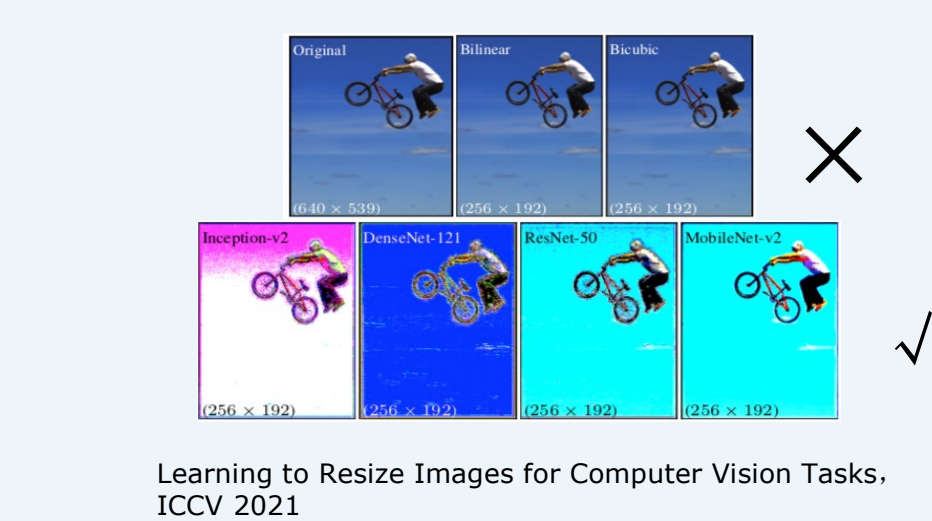 Original Bilinear Bicubic
(640 × 539) (256 × 192) (256 × 192)
×
Inception-v2 DenseNet-121 ResNet-50 MobileNet-v2
(256 × 192) (256 × 192) (256 × 192) (256 × 192)
√
Learning to Resize Images for Computer Vision Tasks，
ICCV 2021